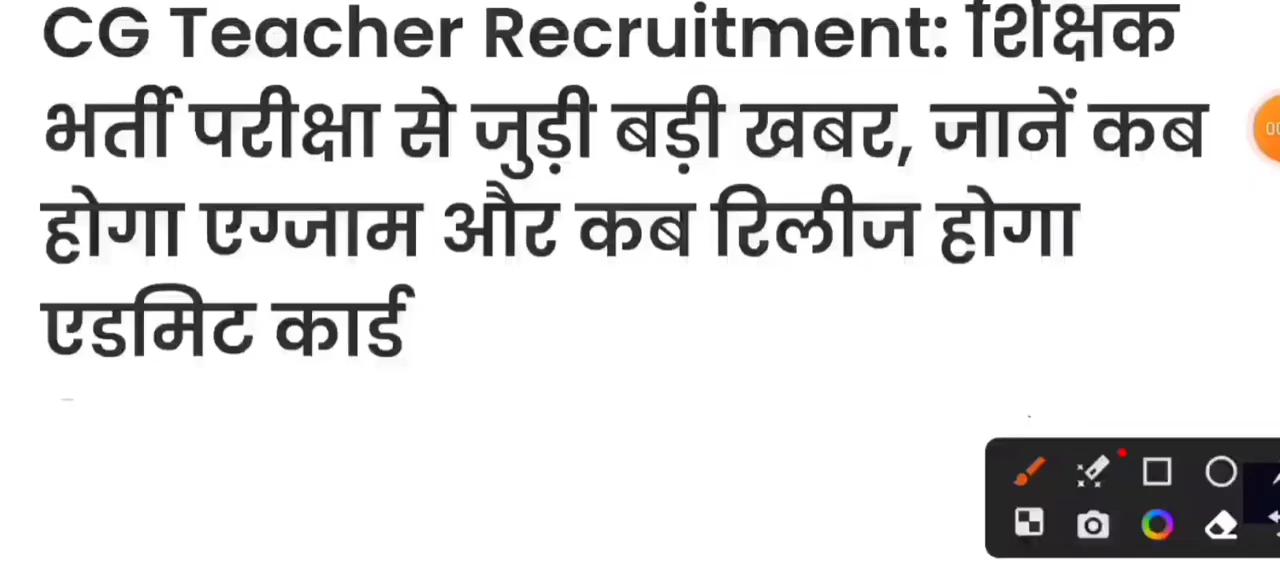 CG Teacher Recruitment: शिक्षक
भर्ती परीक्षा से जुड़ी बड़ी खबर, जानें कब
होगा एग्जाम और कब रिलीज होगा
एडमिट कार्ड